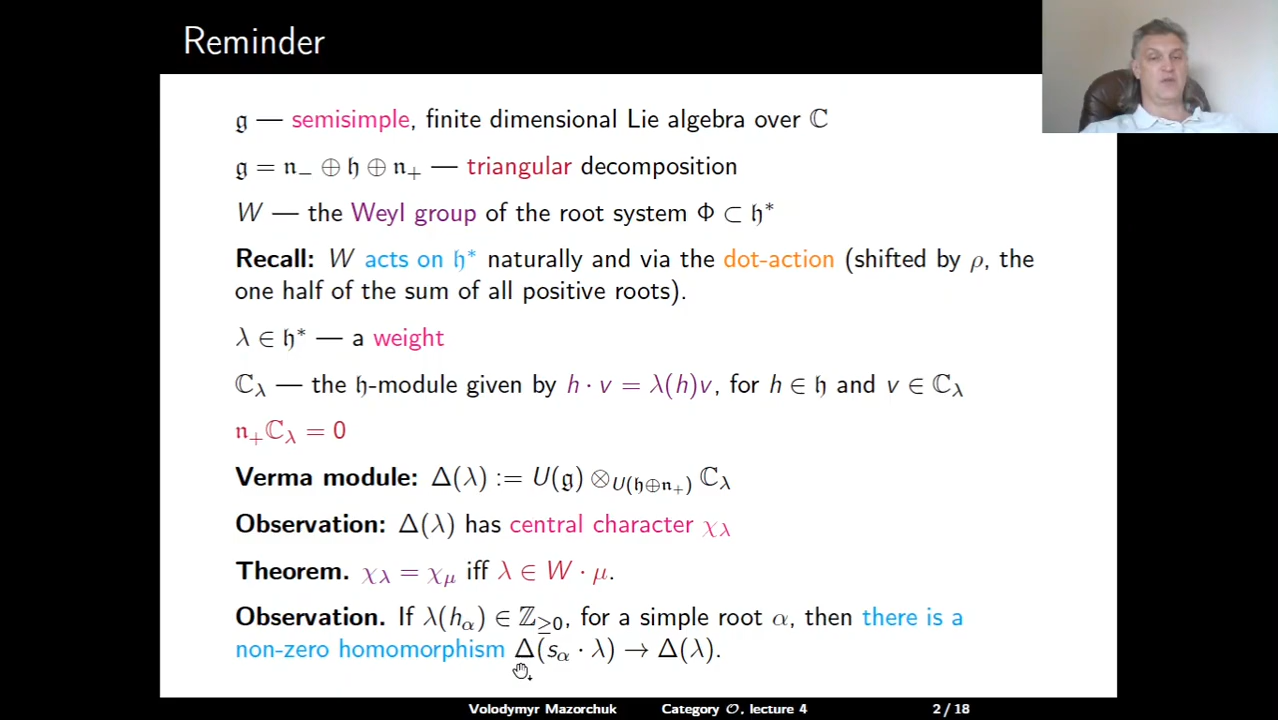 Reminder
𝔤 — semisimple, finite dimensional Lie algebra over ℂ
𝔤 = 𝔫₋ ⊕ 𝔥 ⊕ 𝔫₊ — triangular decomposition
W — the Weyl group of the root system Φ ⊂ 𝔥*
Recall: W acts on 𝔥* naturally and via the dot-action (shifted by ρ, the
one half of the sum of all positive roots).
λ ∈ 𝔥* — a weight
ℂ_λ — the 𝔥-module given by h · v = λ(h)v, for h ∈ 𝔥 and v ∈ ℂ_λ
𝔫₊ℂ_λ = 0
Verma module: Δ(λ) := U(𝔤) ⊗_{U(𝔥⊕𝔫₊)} ℂ_λ
Observation: Δ(λ) has central character χ_λ
Theorem. χ_λ = χ_μ iff λ ∈ W · μ.
Observation. If λ(h_α) ∈ ℤ_{≥0}, for a simple root α, then there is a
non-zero homomorphism Δ(s_α · λ) → Δ(λ).
Volodymyr Mazorchuk Category 𝒪, lecture 4 2 / 18